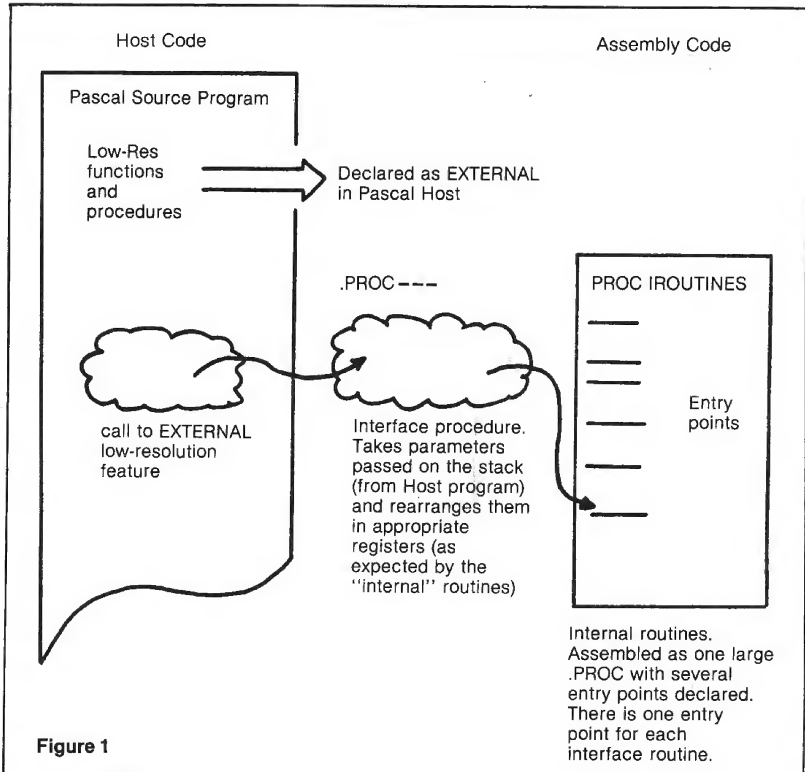 Host Code
Assembly Code
Pascal Source Program
Low-Res
functions
and
procedures
Declared as EXTERNAL
in Pascal Host
.PROC---
PROC IROUTINES
Entry
points
call to EXTERNAL
low-resolution
feature
Interface procedure.
Takes parameters
passed on the stack
(from Host program)
and rearranges them
in appropriate
registers (as
expected by the
"internal" routines)
Internal routines.
Assembled as one large
.PROC with several
entry points declared.
There is one entry
point for each
interface routine.
Figure 1